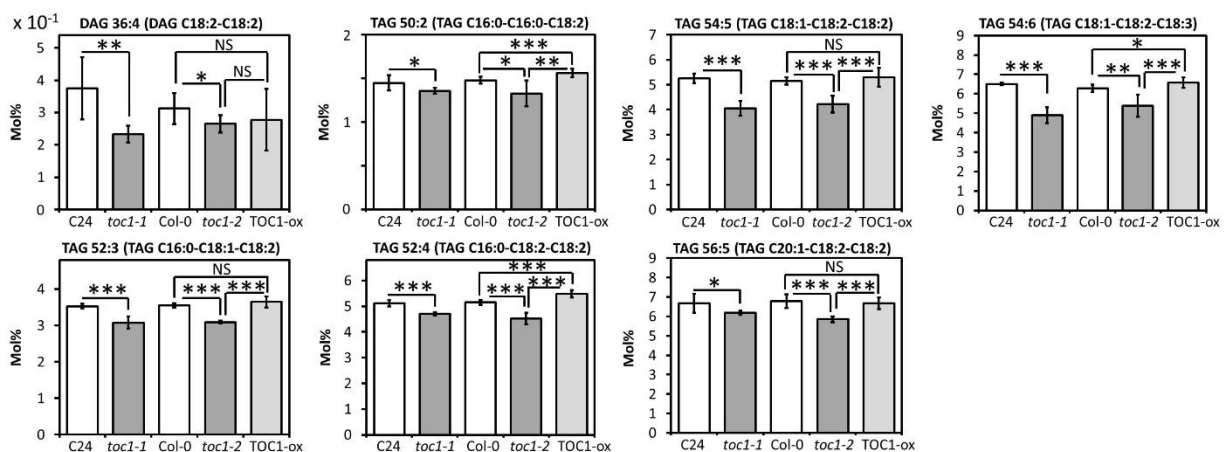 x 10⁻¹
DAG 36:4 (DAG C18:2-C18:2)
Mol%
5
4
3
2
1
0
**
NS
*
NS
C24 toc1-1 Col-0 toc1-2 TOC1-ox
TAG 50:2 (TAG C16:0-C16:0-C18:2)
Mol%
2
1
0
*
***
*
**
C24 toc1-1 Col-0 toc1-2 TOC1-ox
TAG 54:5 (TAG C18:1-C18:2-C18:2)
Mol%
7
6
5
4
3
2
1
0
***
NS
***
***
C24 toc1-1 Col-0 toc1-2 TOC1-ox
TAG 54:6 (TAG C18:1-C18:2-C18:3)
Mol%
9
8
7
6
5
4
3
2
1
0
***
*
**
***
C24 toc1-1 Col-0 toc1-2 TOC1-ox
TAG 52:3 (TAG C16:0-C18:1-C18:2)
Mol%
4
3
2
1
0
***
NS
***
***
C24 toc1-1 Col-0 toc1-2 TOC1-ox
TAG 52:4 (TAG C16:0-C18:2-C18:2)
Mol%
6
5
4
3
2
1
0
***
***
***
***
C24 toc1-1 Col-0 toc1-2 TOC1-ox
TAG 56:5 (TAG C20:1-C18:2-C18:2)
Mol%
9
8
7
6
5
4
3
2
1
0
*
NS
***
***
C24 toc1-1 Col-0 toc1-2 TOC1-ox